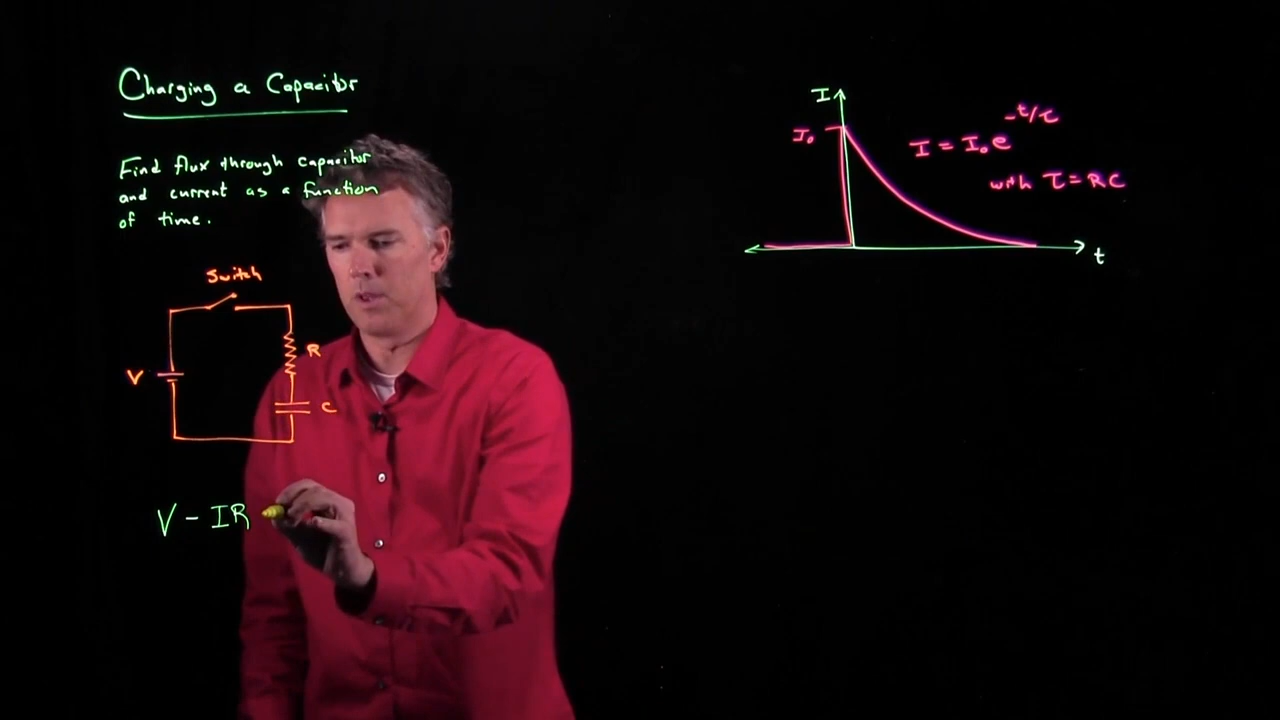 Charging a Capacitor
Find flux through capacitor
and current as a function
of time.
Switch
R
V
C
V - IR
I
I₀
I = I₀e^(-t/τ)
with τ = RC
t